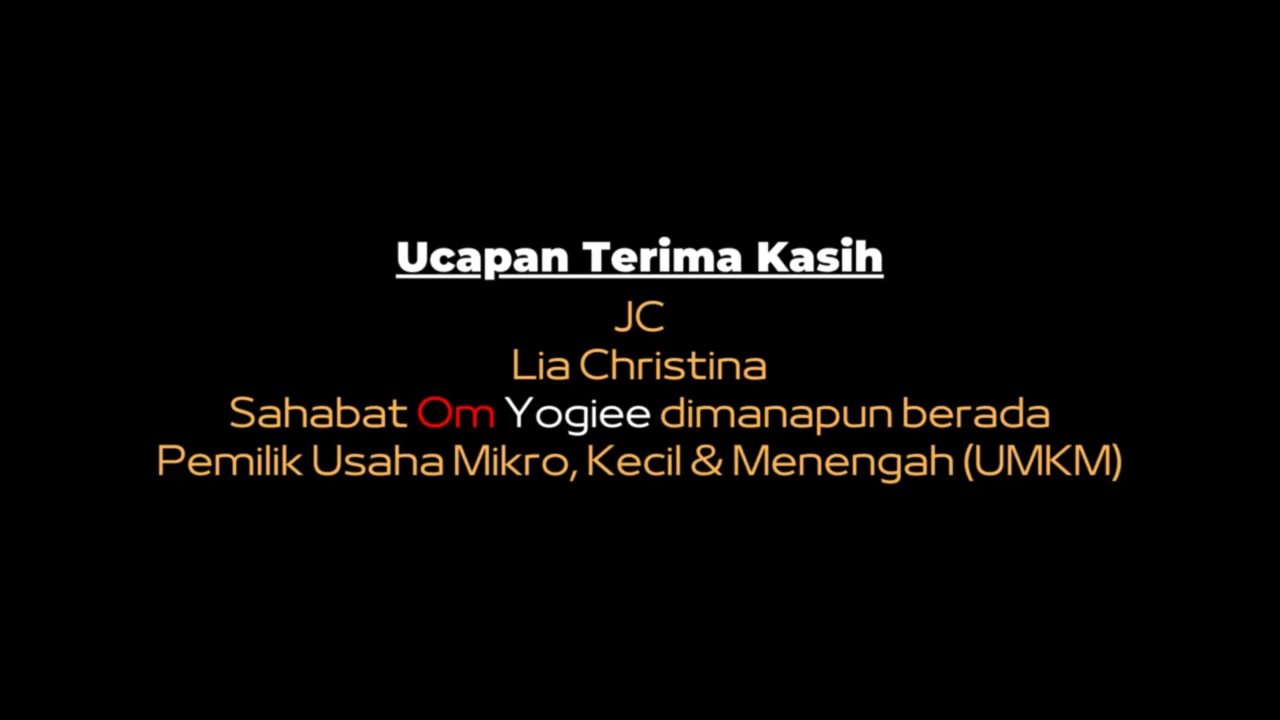 Ucapan Terima Kasih
JC
Lia Christina
Sahabat Om Yogiee dimanapun berada
Pemilik Usaha Mikro, Kecil & Menengah (UMKM)